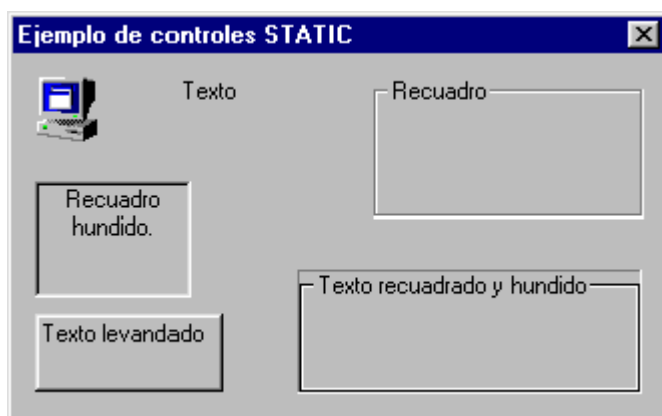 Ejemplo de controles STATIC
Texto
Recuadro
Recuadro
hundido.
Texto recuadrado y hundido
Texto levandado